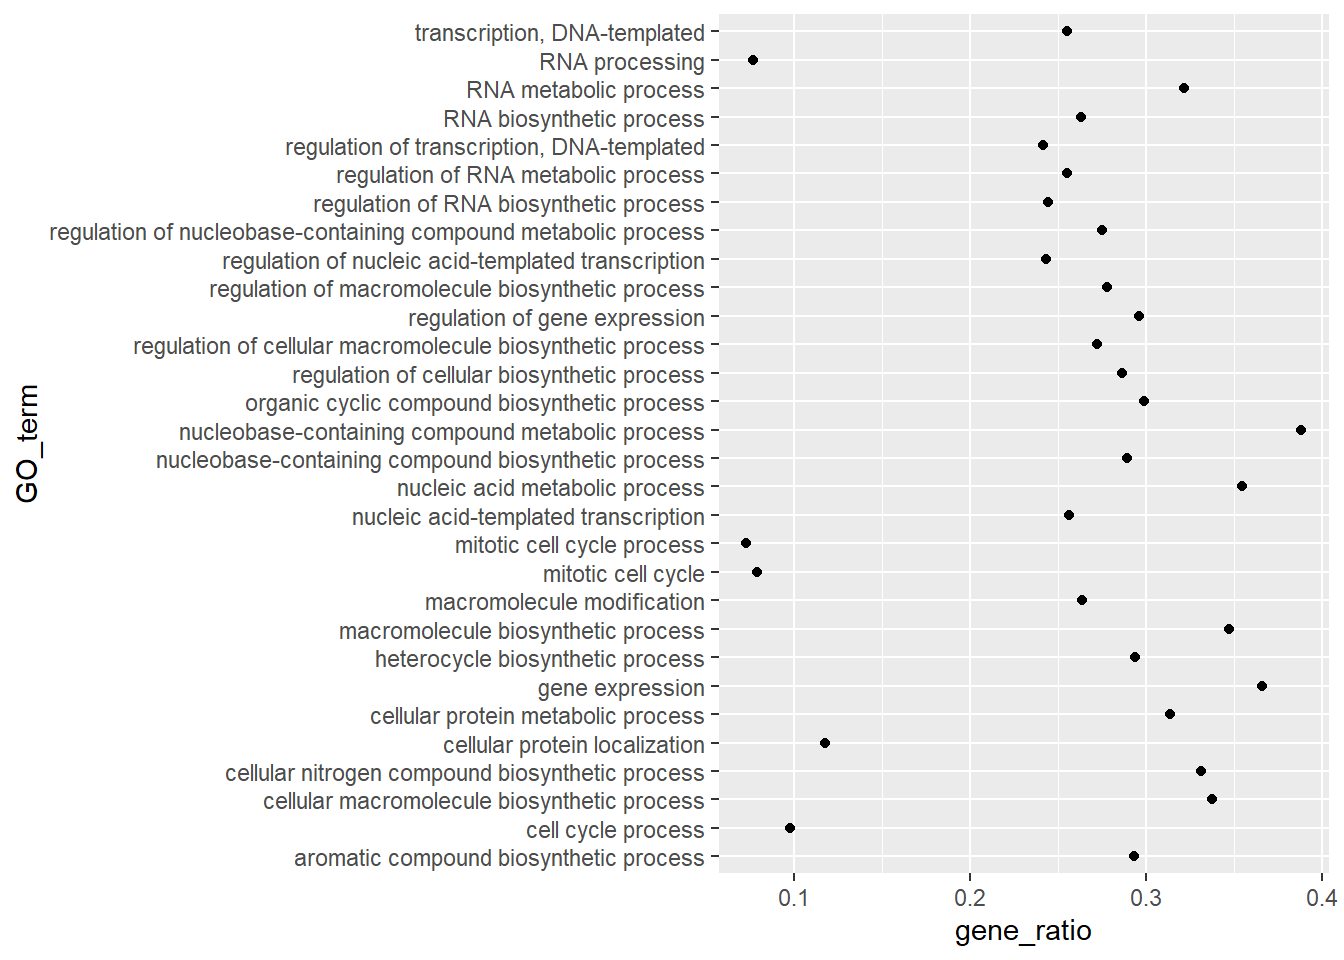 transcription, DNA-templated
RNA processing
RNA metabolic process
RNA biosynthetic process
regulation of transcription, DNA-templated
regulation of RNA metabolic process
regulation of RNA biosynthetic process
regulation of nucleobase-containing compound metabolic process
regulation of nucleic acid-templated transcription
regulation of macromolecule biosynthetic process
regulation of gene expression
regulation of cellular macromolecule biosynthetic process
regulation of cellular biosynthetic process
organic cyclic compound biosynthetic process
nucleobase-containing compound metabolic process
nucleobase-containing compound biosynthetic process
nucleic acid metabolic process
nucleic acid-templated transcription
mitotic cell cycle process
mitotic cell cycle
macromolecule modification
macromolecule biosynthetic process
heterocycle biosynthetic process
gene expression
cellular protein metabolic process
cellular protein localization
cellular nitrogen compound biosynthetic process
cellular macromolecule biosynthetic process
cell cycle process
aromatic compound biosynthetic process
GO_term
0.1 0.2 0.3 0.4
gene_ratio